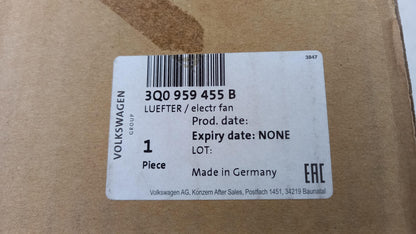 3847
3Q0 959 455 B
LUEFTER / electr fan
Prod. date:
Expiry date: NONE
LOT:
1
Piece
Made in Germany
EAC
VOLKSWAGEN
GROUP
Volkswagen AG, Konzern After Sales, Postfach 1451, 34219 Baunatal